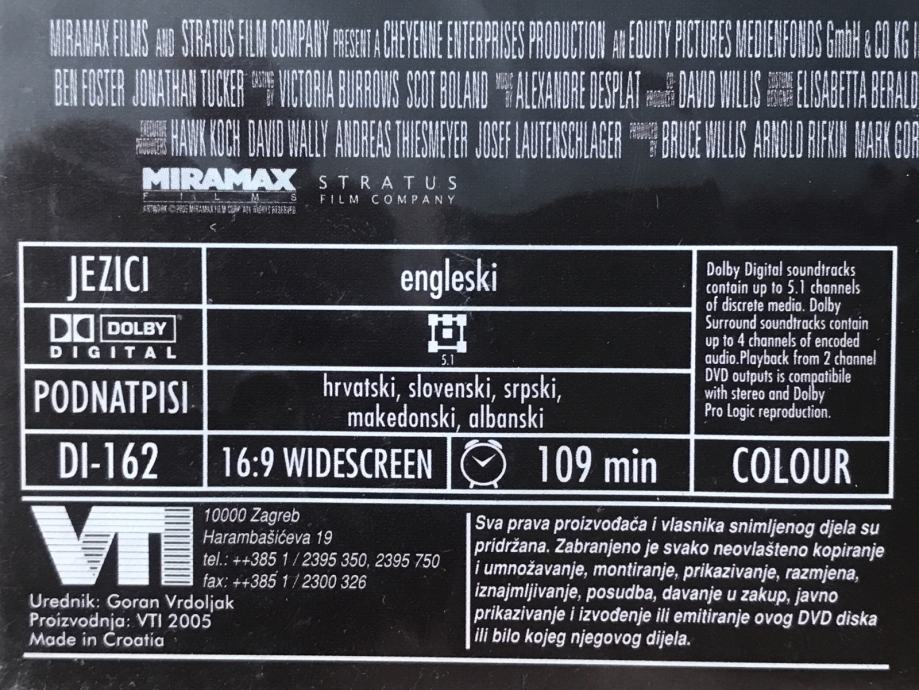 MIRAMAX FILMS AND STRATUS FILM COMPANY PRESENT A CHEYENNE ENTERPRISES PRODUCTION AN EQUITY PICTURES MEDIENFONDS GmbH & CO KG
BEN FOSTER JONATHAN TUCKER CASTING BY VICTORIA BURROWS SCOT BOLAND MUSIC BY ALEXANDRE DESPLAT CO-PRODUCER DAVID WILLIS COSTUME DESIGNER ELISABETTA BERALD
EXECUTIVE PRODUCERS HAWK KOCH DAVID WALLY ANDREAS THIESMEYER JOSEF LAUTENSCHLAGER PRODUCED BY BRUCE WILLIS ARNOLD RIFKIN MARK GOR
MIRAMAX
FILMS
STRATUS
FILM COMPANY
JEZICI
engleski
DOLBY
DIGITAL
5.1
PODNATPISI
hrvatski, slovenski, srpski,
makedonski, albanski
DI-162
16:9 WIDESCREEN
109 min
Dolby Digital soundtracks
contain up to 5.1 channels
of discrete media. Dolby
Surround soundtracks contain
up to 4 channels of encoded
audio.Playback from 2 channel
DVD outputs is compatibile
with stereo and Dolby
Pro Logic reproduction.
COLOUR
VTI
10000 Zagreb
Harambašićeva 19
tel.: ++385 1 / 2395 350, 2395 750
fax: ++385 1 / 2300 326
Urednik: Goran Vrdoljak
Proizvodnja: VTI 2005
Made in Croatia
Sva prava proizvođača i vlasnika snimljenog djela su
pridržana. Zabranjeno je svako neovlašteno kopiranje
i umnožavanje, montiranje, prikazivanje, razmjena,
iznajmljivanje, posudba, davanje u zakup, javno
prikazivanje i izvođenje ili emitiranje ovog DVD diska
ili bilo kojeg njegovog dijela.